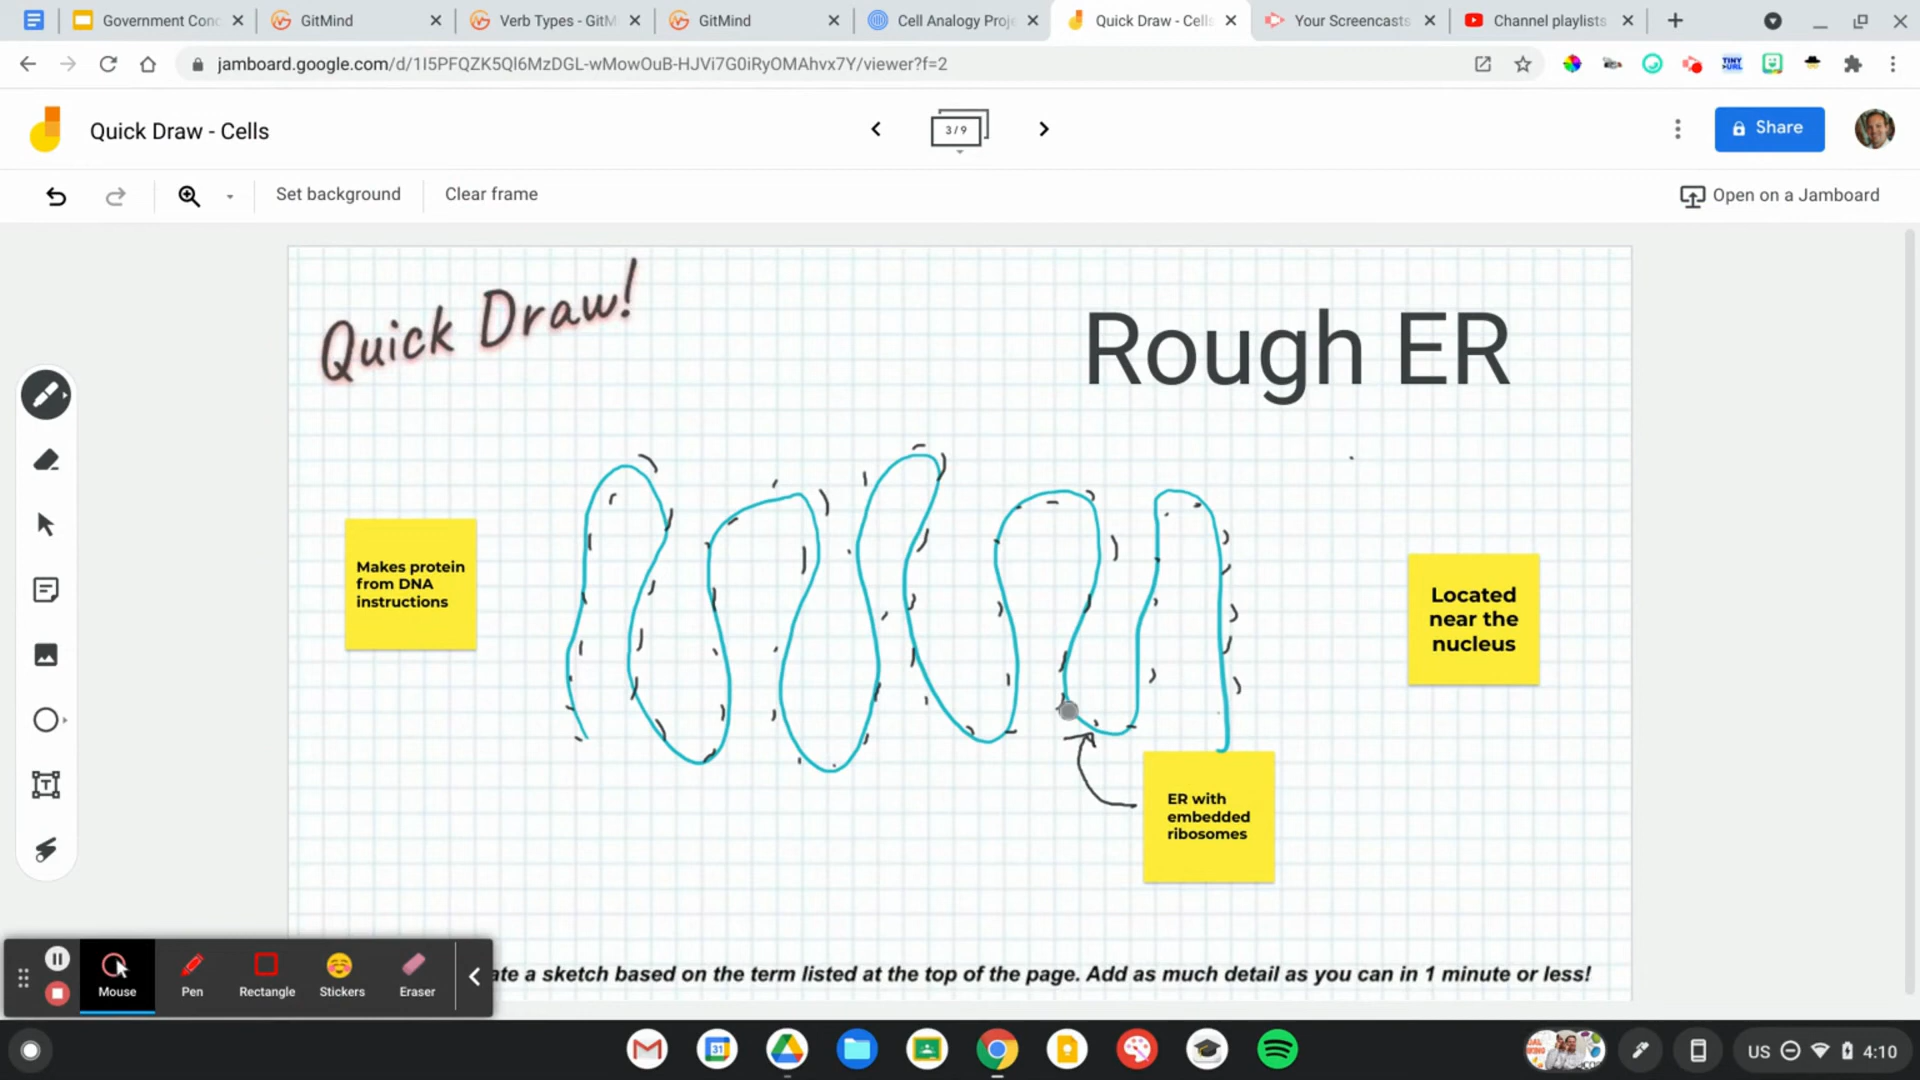 Government Conc
GitMind
Verb Types - GitM
GitMind
Cell Analogy Proje
Quick Draw - Cells
Your Screencasts
Channel playlists
jamboard.google.com/d/1I5PFQZK5QI6MzDGL-wMowOuB-HJVi7G0iRyOMAhvx7Y/viewer?f=2
TINY
URL
Quick Draw - Cells
3 / 9
Share
Set background
Clear frame
Open on a Jamboard
Quick Draw!
Rough ER
Makes protein
from DNA
instructions
Located
near the
nucleus
ER with
embedded
ribosomes
ate a sketch based on the term listed at the top of the page. Add as much detail as you can in 1 minute or less!
Mouse
Pen
Rectangle
Stickers
Eraser
31
US
4:10